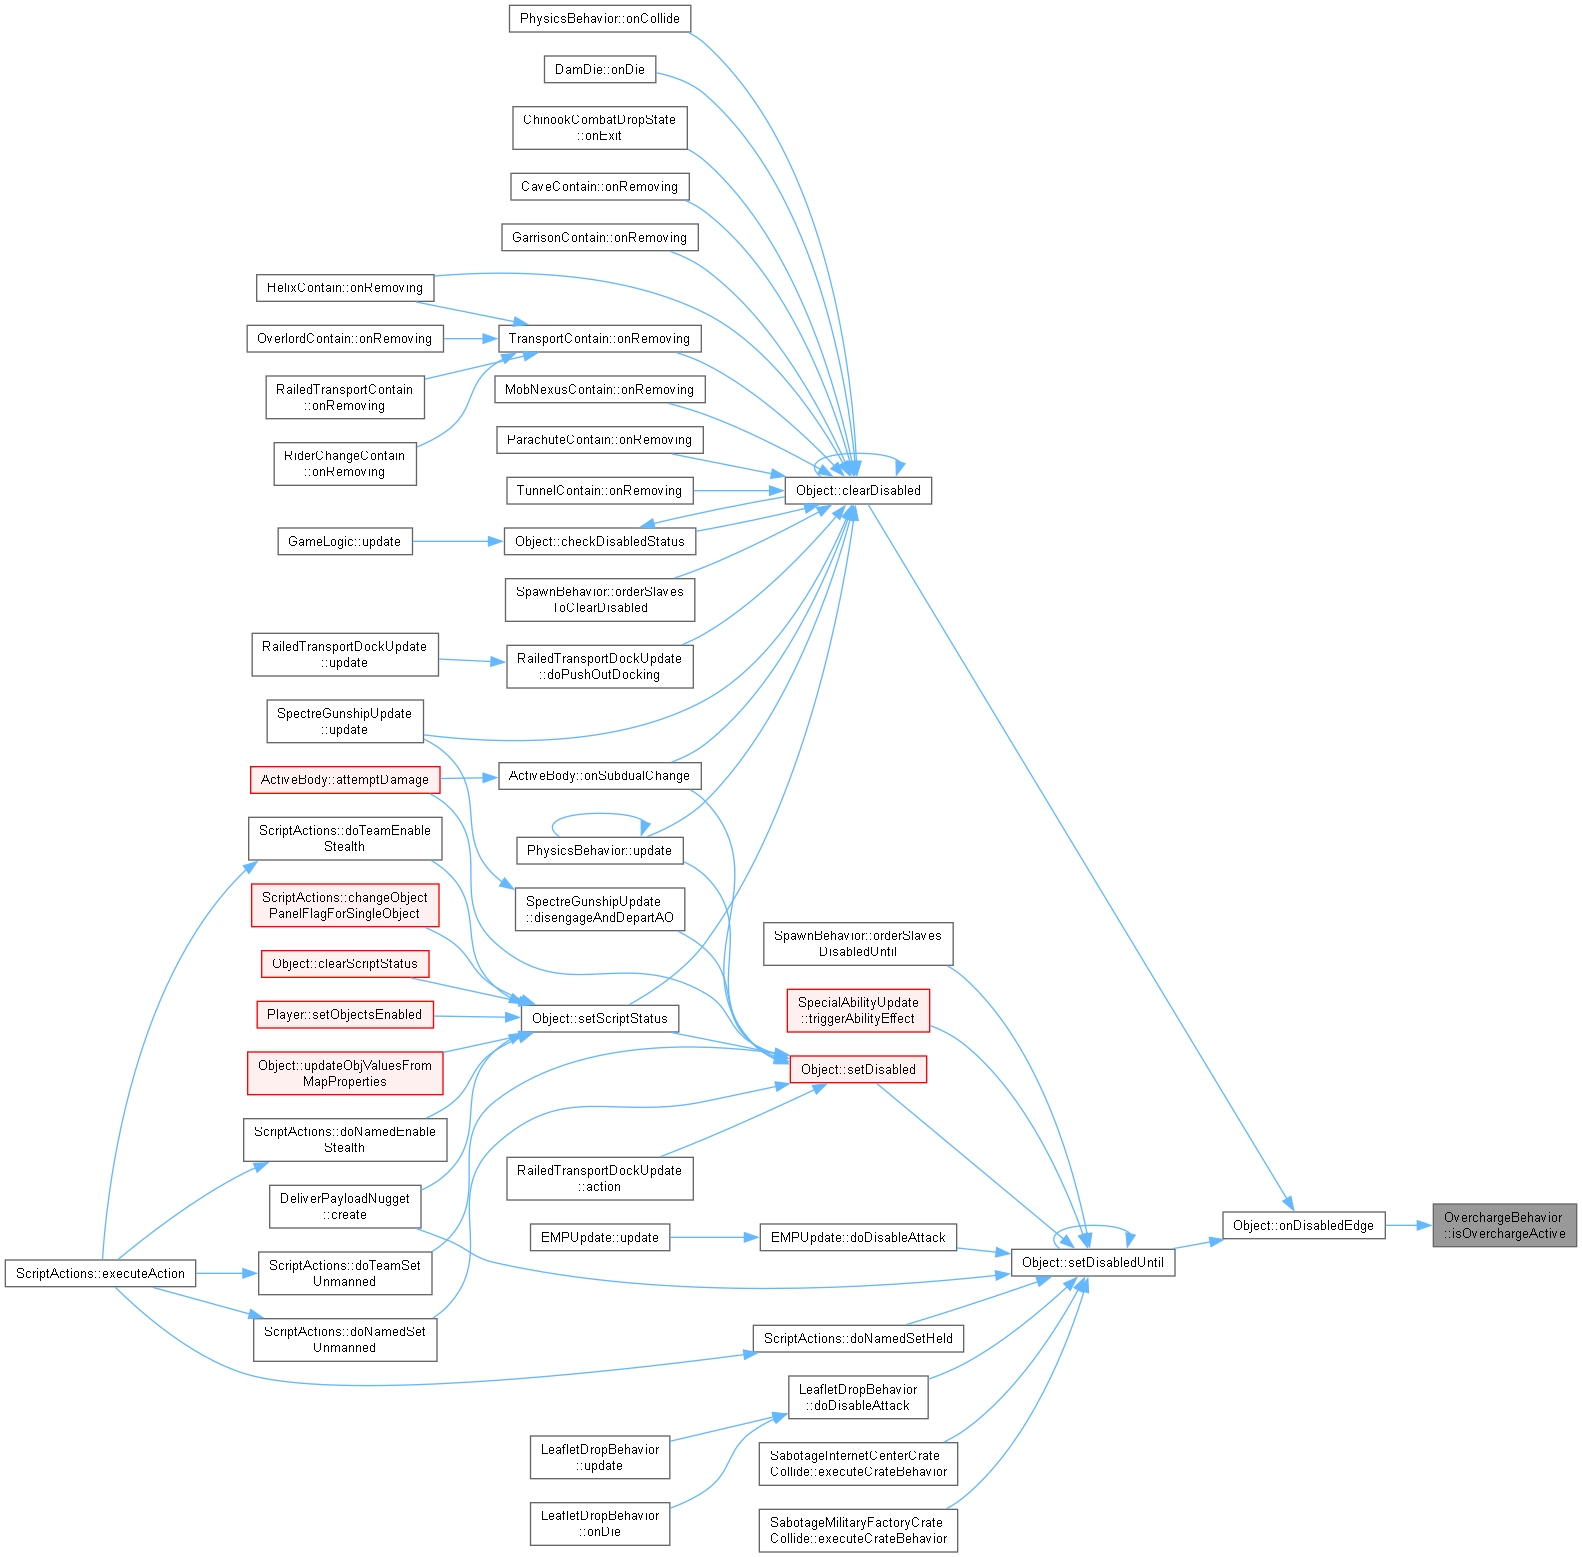 PhysicsBehavior::onCollide
DamDie::onDie
ChinookCombatDropState
::onExit
CaveContain::onRemoving
GarrisonContain::onRemoving
HelixContain::onRemoving
OverlordContain::onRemoving
TransportContain::onRemoving
RailedTransportContain
::onRemoving
MobNexusContain::onRemoving
RiderChangeContain
::onRemoving
ParachuteContain::onRemoving
TunnelContain::onRemoving
Object::clearDisabled
GameLogic::update
Object::checkDisabledStatus
SpawnBehavior::orderSlaves
ToClearDisabled
RailedTransportDockUpdate
::update
RailedTransportDockUpdate
::doPushOutDocking
SpectreGunshipUpdate
::update
ActiveBody::attemptDamage
ActiveBody::onSubdualChange
ScriptActions::doTeamEnable
Stealth
PhysicsBehavior::update
ScriptActions::changeObject
PanelFlagForSingleObject
SpectreGunshipUpdate
::disengageAndDepartAO
SpawnBehavior::orderSlaves
DisabledUntil
Object::clearScriptStatus
SpecialAbilityUpdate
::triggerAbilityEffect
Player::setObjectsEnabled
Object::setScriptStatus
Object::updateObjValuesFrom
MapProperties
Object::setDisabled
ScriptActions::doNamedEnable
Stealth
RailedTransportDockUpdate
::action
DeliverPayloadNugget
::create
EMPUpdate::update
EMPUpdate::doDisableAttack
Object::onDisabledEdge
OverchargeBehavior
::isOverchargeActive
ScriptActions::executeAction
ScriptActions::doTeamSet
Unmanned
Object::setDisabledUntil
ScriptActions::doNamedSet
Unmanned
ScriptActions::doNamedSetHeld
LeafletDropBehavior
::doDisableAttack
LeafletDropBehavior
::update
SabotageInternetCenterCrate
Collide::executeCrateBehavior
LeafletDropBehavior
::onDie
SabotageMilitaryFactoryCrate
Collide::executeCrateBehavior